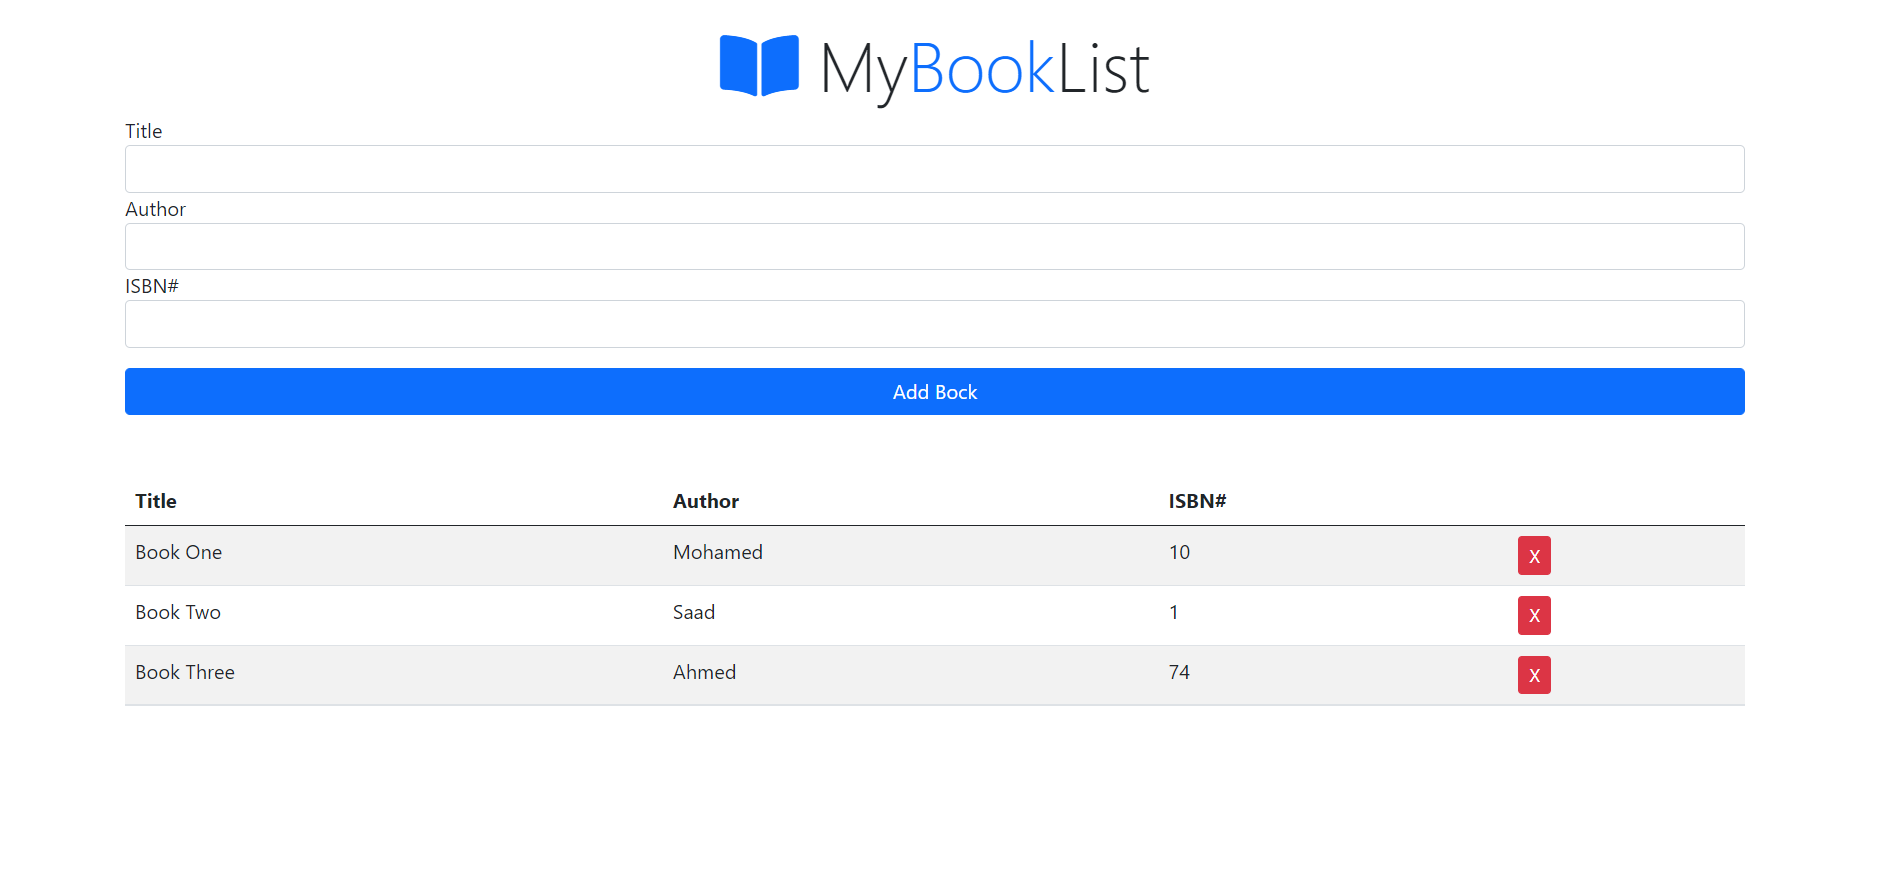 MyBookList
Title
Author
ISBN#
Add Bock
Title Author ISBN#
Book One Mohamed 10 X
Book Two Saad 1 X
Book Three Ahmed 74 X